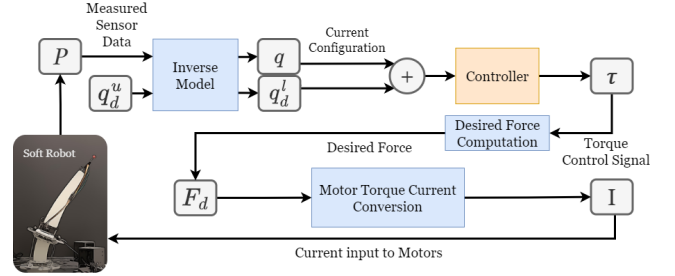 Measured
Sensor
Data
P
q_d^u
Inverse
Model
q
q_d^l
Current
Configuration
+
Controller
τ
Torque
Control Signal
Desired Force
Computation
Desired Force
F_d
Motor Torque Current
Conversion
I
Current input to Motors
Soft Robot